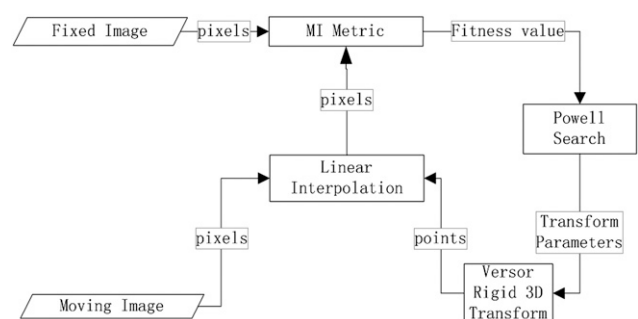 Fixed Image
pixels
MI Metric
Fitness value
pixels
Powell
Search
Linear
Interpolation
pixels
points
Transform
Parameters
Versor
Rigid 3D
Transform
Moving Image